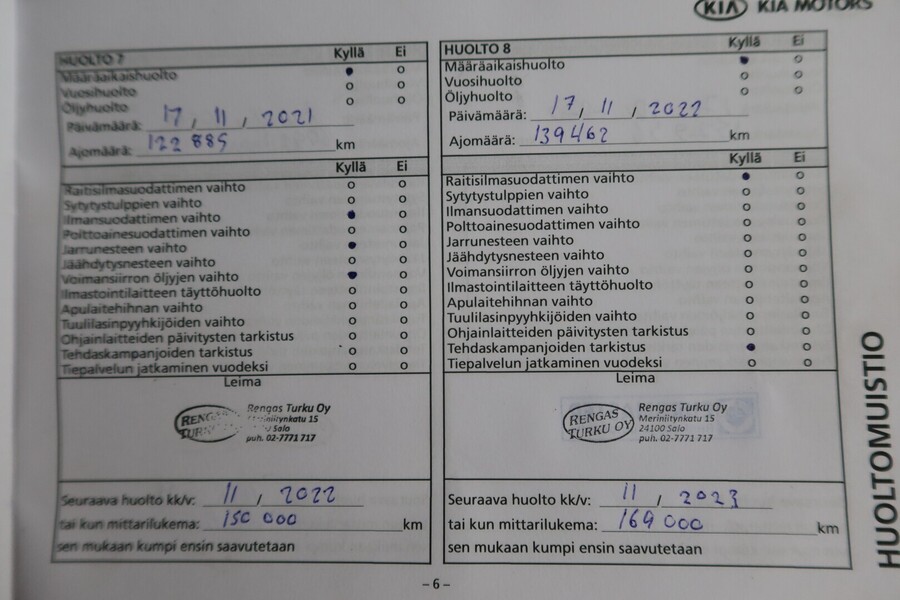 KIA KIA MOTORS
HUOLTO 7 Kyllä Ei
Määräaikaishuolto
Vuosihuolto
Öljyhuolto
Päivämäärä: 17, 11, 2021
Ajomäärä: 122 885 km
Kyllä Ei
Raitisilmasuodattimen vaihto
Sytytystulppien vaihto
Ilmansuodattimen vaihto
Polttoainesuodattimen vaihto
Jarrunesteen vaihto
Jäähdytysnesteen vaihto
Voimansiirron öljyjen vaihto
Ilmastointilaitteen täyttöhuolto
Apulaitehihnan vaihto
Tuulilasinpyyhkijöiden vaihto
Ohjainlaitteiden päivitysten tarkistus
Tehdaskampanjoiden tarkistus
Tiepalvelun jatkaminen vuodeksi
Leima
RENGAS
TURKU
Rengas Turku Oy
Meriniitynkatu 15
Salo
puh. 02-7771 717
Seuraava huolto kk/v: 11 / 2022
tai kun mittarilukema: 150 000 km
sen mukaan kumpi ensin saavutetaan
HUOLTO 8 Kyllä Ei
Määräaikaishuolto
Vuosihuolto
Öljyhuolto
Päivämäärä: 17, 11, 2022
Ajomäärä: 139462 km
Kyllä Ei
Raitisilmasuodattimen vaihto
Sytytystulppien vaihto
Ilmansuodattimen vaihto
Polttoainesuodattimen vaihto
Jarrunesteen vaihto
Jäähdytysnesteen vaihto
Voimansiirron öljyjen vaihto
Ilmastointilaitteen täyttöhuolto
Apulaitehihnan vaihto
Tuulilasinpyyhkijöiden vaihto
Ohjainlaitteiden päivitysten tarkistus
Tehdaskampanjoiden tarkistus
Tiepalvelun jatkaminen vuodeksi
Leima
RENGAS
TURKU OY
Rengas Turku Oy
Meriniitynkatu 15
24100 Salo
puh. 02-7771 717
Seuraava huolto kk/v: 11 / 2023
tai kun mittarilukema: 169 000 km
sen mukaan kumpi ensin saavutetaan
HUOLTOMUISTIO
– 6 –